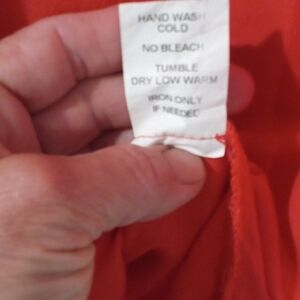 HAND WASH
COLD
NO BLEACH
TUMBLE
DRY LOW WARM
IRON ONLY
IF NEEDED